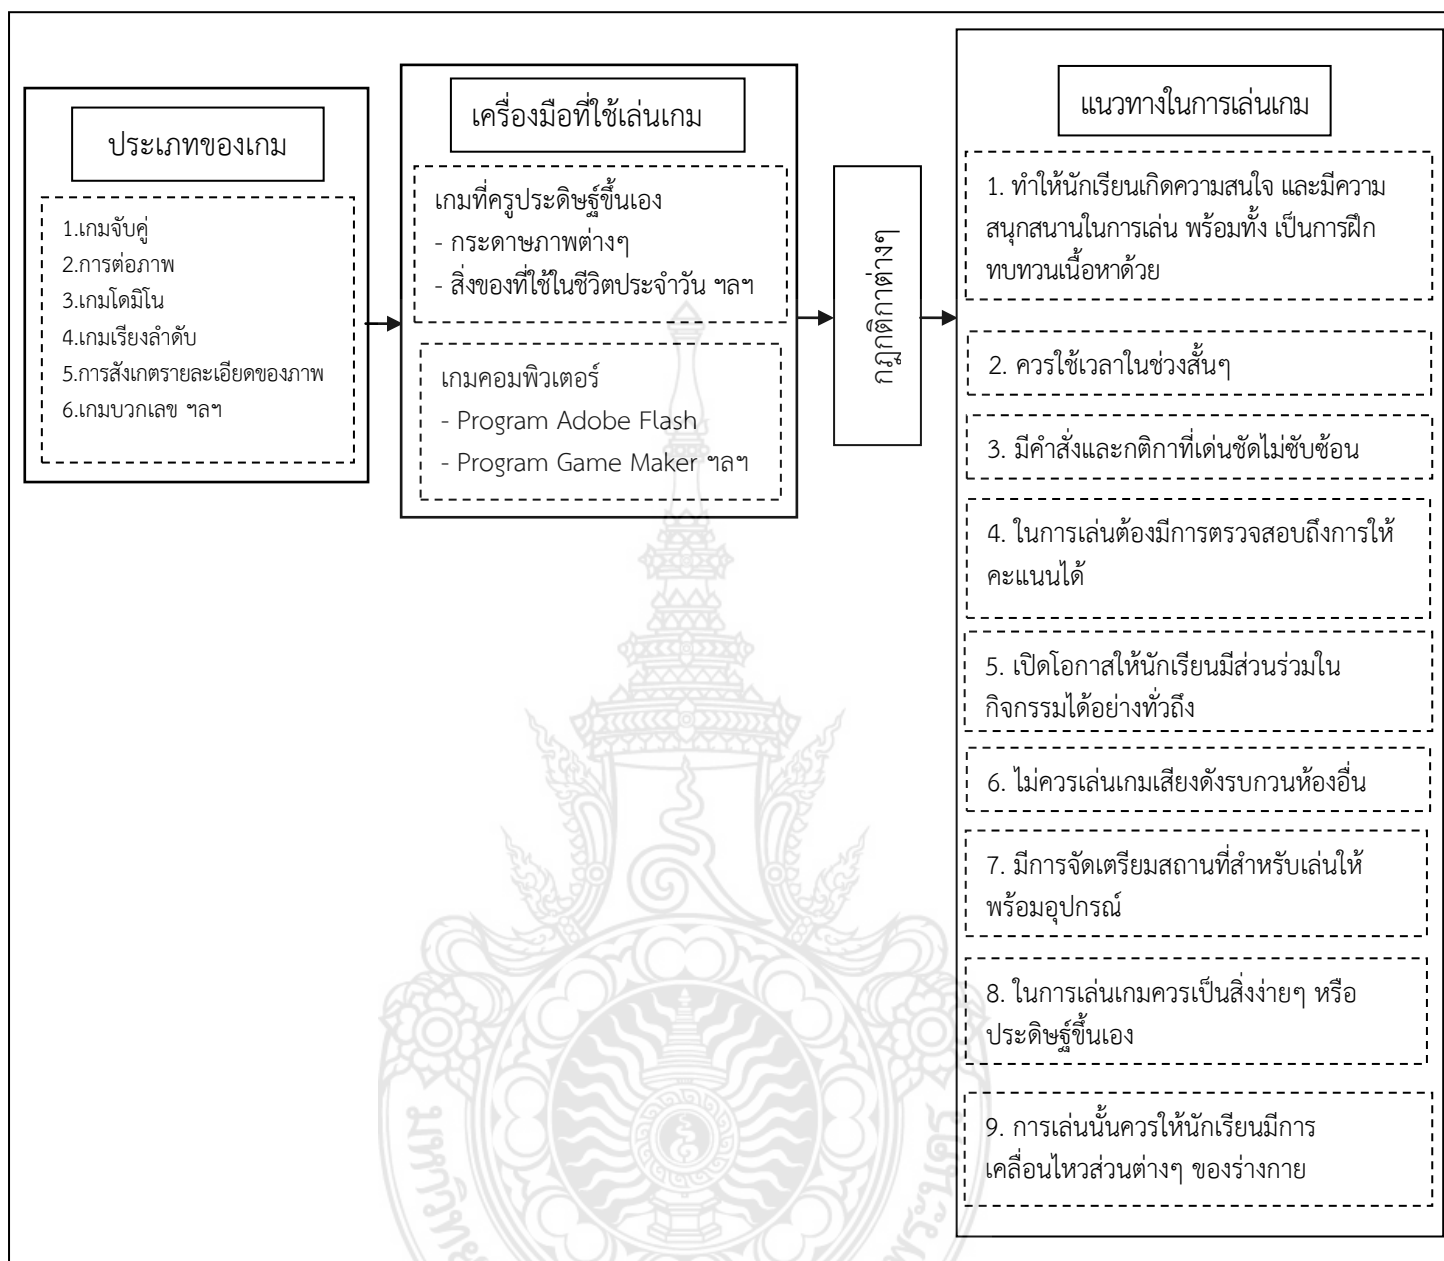 ประเภทของเกม
1.เกมจับคู่
2.การต่อภาพ
3.เกมโดมิโน
4.เกมเรียงลำดับ
5.การสังเกตรายละเอียดของภาพ
6.เกมบวกเลข ฯลฯ
เครื่องมือที่ใช้เล่นเกม
เกมที่ครูประดิษฐ์ขึ้นเอง
- กระดาษภาพต่างๆ
- สิ่งของที่ใช้ในชีวิตประจำวัน ฯลฯ
เกมคอมพิวเตอร์
- Program Adobe Flash
- Program Game Maker ฯลฯ
กฎกติกาต่างๆ
แนวทางในการเล่นเกม
1. ทำให้นักเรียนเกิดความสนใจ และมีความ
สนุกสนานในการเล่น พร้อมทั้ง เป็นการฝึก
ทบทวนเนื้อหาด้วย
2. ควรใช้เวลาในช่วงสั้นๆ
3. มีคำสั่งและกติกาที่เด่นชัดไม่ซับซ้อน
4. ในการเล่นต้องมีการตรวจสอบถึงการให้
คะแนนได้
5. เปิดโอกาสให้นักเรียนมีส่วนร่วมใน
กิจกรรมได้อย่างทั่วถึง
6. ไม่ควรเล่นเกมเสียงดังรบกวนห้องอื่น
7. มีการจัดเตรียมสถานที่สำหรับเล่นให้
พร้อมอุปกรณ์
8. ในการเล่นเกมควรเป็นสิ่งง่ายๆ หรือ
ประดิษฐ์ขึ้นเอง
9. การเล่นนั้นควรให้นักเรียนมีการ
เคลื่อนไหวส่วนต่างๆ ของร่างกาย